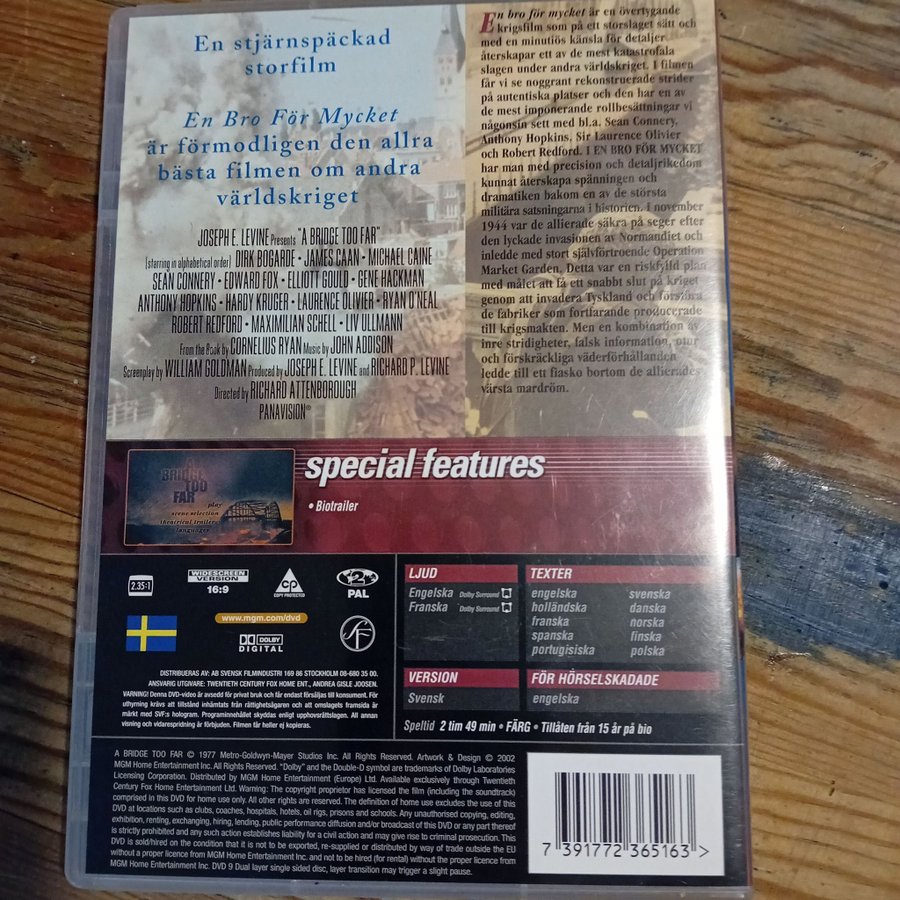 En stjärnspäckad
storfilm
En Bro För Mycket
är förmodligen den allra
bästa filmen om andra
världskriget
JOSEPH E. LEVINE Presents "A BRIDGE TOO FAR"
(starring in alphabetical order) DIRK BOGARDE • JAMES CAAN • MICHAEL CAINE
SEAN CONNERY • EDWARD FOX • ELLIOTT GOULD • GENE HACKMAN
ANTHONY HOPKINS • HARDY KRUGER • LAURENCE OLIVIER • RYAN O'NEAL
ROBERT REDFORD • MAXIMILIAN SCHELL • LIV ULLMANN
From the Book by CORNELIUS RYAN Music by JOHN ADDISON
Screenplay by WILLIAM GOLDMAN Produced by JOSEPH E. LEVINE and RICHARD P. LEVINE
Directed by RICHARD ATTENBOROUGH
PANAVISION®
En bro för mycket är en övertygande
krigsfilm som på ett storslaget sätt och
med en minutiös känsla för detaljer
återskapar ett av de mest katastrofala
slagen under andra världskriget. I filmen
får vi se noggrant rekonstruerade strider
på autentiska platser och den har en av
de mest imponerande rollbesättningar vi
någonsin sett med bl.a. Sean Connery,
Anthony Hopkins, Sir Laurence Olivier
och Robert Redford. I EN BRO FÖR MYCKET
har man med precision och detaljrikedom
kunnat återskapa spänningen och
dramatiken bakom en av de största
militära satsningarna i historien. I november
1944 var de allierade säkra på seger efter
den lyckade invasionen av Normandiet och
inledde med stor självförtroende Operation
Market Garden. Detta var en riskfylld plan
med målet att få ett snabbt slut på kriget
genom att invadera Tyskland och förstöra
de fabriker som fortfarande producerade
till krigsmakten. Men en kombination av
inre stridigheter, falsk information, otur
och förskräckliga väderförhållanden
ledde till ett fiasko bortom de allierades
värsta mardröm.
A
BRIDGE
TOO
FAR
play
scene selection
theatrical trailer
languages
special features
• Biotrailer
2.35:1
WIDESCREEN
VERSION
16:9
CP
COPY PROTECTED
2
PAL
www.mgm.com/dvd
DOLBY
DIGITAL
SF
LJUD
Engelska Dolby Surround
Franska Dolby Surround
TEXTER
engelska svenska
holländska danska
franska norska
spanska finska
portugisiska polska
VERSION
Svensk
FÖR HÖRSELSKADADE
engelska
Speltid 2 tim 49 min • FÄRG • Tillåten från 15 år på bio
DISTRIBUERAS AV: AB SVENSK FILMINDUSTRI 169 86 STOCKHOLM 08-680 35 00.
ANSVARIG UTGIVARE: TWENTIETH CENTURY FOX HOME ENT., ANDREA GISLE JOOSEN.
VARNING! Denna DVD-video är avsedd för privat bruk och får endast försäljas till konsument. För
uthyrning krävs att tillstånd inhämtats från rättighetsägaren och att omslagets framsida är
märkt med SVF:s hologram. Programinnehållet skyddas enligt upphovsrättslagen. All annan
visning och vidarespridning är förbjuden. Filmen får heller ej kopieras.
A BRIDGE TOO FAR © 1977 Metro-Goldwyn-Mayer Studios Inc. All Rights Reserved. Artwork & Design © 2002
MGM Home Entertainment Inc. All Rights Reserved. "Dolby" and the Double-D symbol are trademarks of Dolby Laboratories
Licensing Corporation. Distributed by MGM Home Entertainment (Europe) Ltd. Available exclusively through Twentieth
Century Fox Home Entertainment Ltd. Warning: The copyright proprietor has licensed the film (including the soundtrack)
comprised in this DVD for home use only. All other rights are reserved. The definition of home use excludes the use of this
DVD at locations such as clubs, coaches, hospitals, hotels, oil rigs, prisons and schools. Any unauthorised copying, editing,
exhibition, renting, exchanging, hiring, lending, public performance diffusion and/or broadcast of this DVD or any part thereof
is strictly prohibited and any such action establishes liability for a civil action and may give rise to criminal prosecution. This
DVD is sold/hired on the condition that it is not to be exported, re-supplied or distributed by way of trade outside the EU
without a proper licence from MGM Home Entertainment Inc. and not to be hired (for rental) without the proper licence from
MGM Home Entertainment Inc. DVD 9 Dual layer single sided disc, layer transition may trigger a slight pause.
7 391772 365163 >